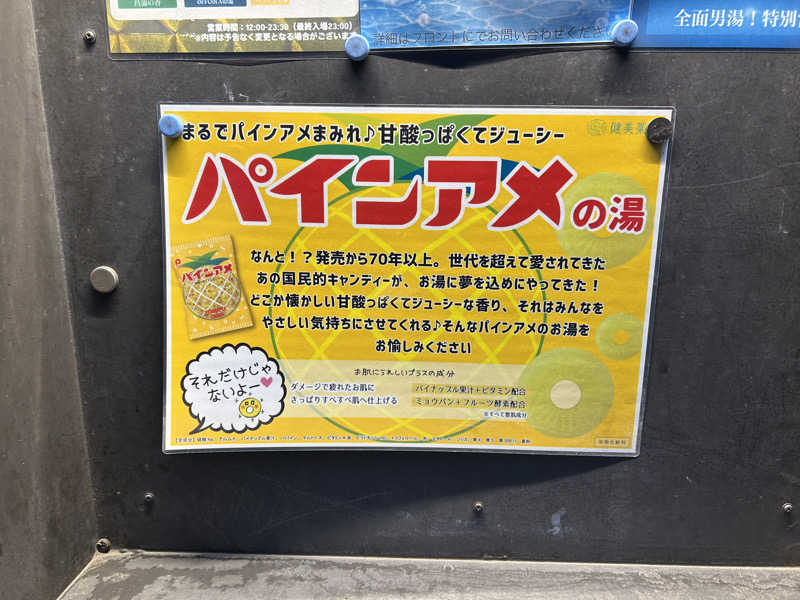 営業時間：12:00-23:30（最終入場23:00）
※内容は予告なく変更となる場合がございます
詳細はフロントにてお問い合わせください
全面男湯！特別
まるでパインアメまみれ♪甘酸っぱくてジューシー
健美薬
パインアメの湯
なんと！？発売から70年以上。世代を超えて愛されてきた
あの国民的キャンディーが、お湯に夢を込めにやってきた！
どこか懐かしい甘酸っぱくてジューシーな香り、それはみんなを
やさしい気持ちにさせてくれる♪そんなパインアメのお湯を
お愉しみください
パインアメ
それだけじゃ
ないよー
お肌にうれしいプラスの成分
ダメージで疲れたお肌に
さっぱりすべすべ肌へ仕上げる
パイナップル果汁＋ビタミン配合
ミョウバン＋フルーツ酵素配合
※すべて整肌成分